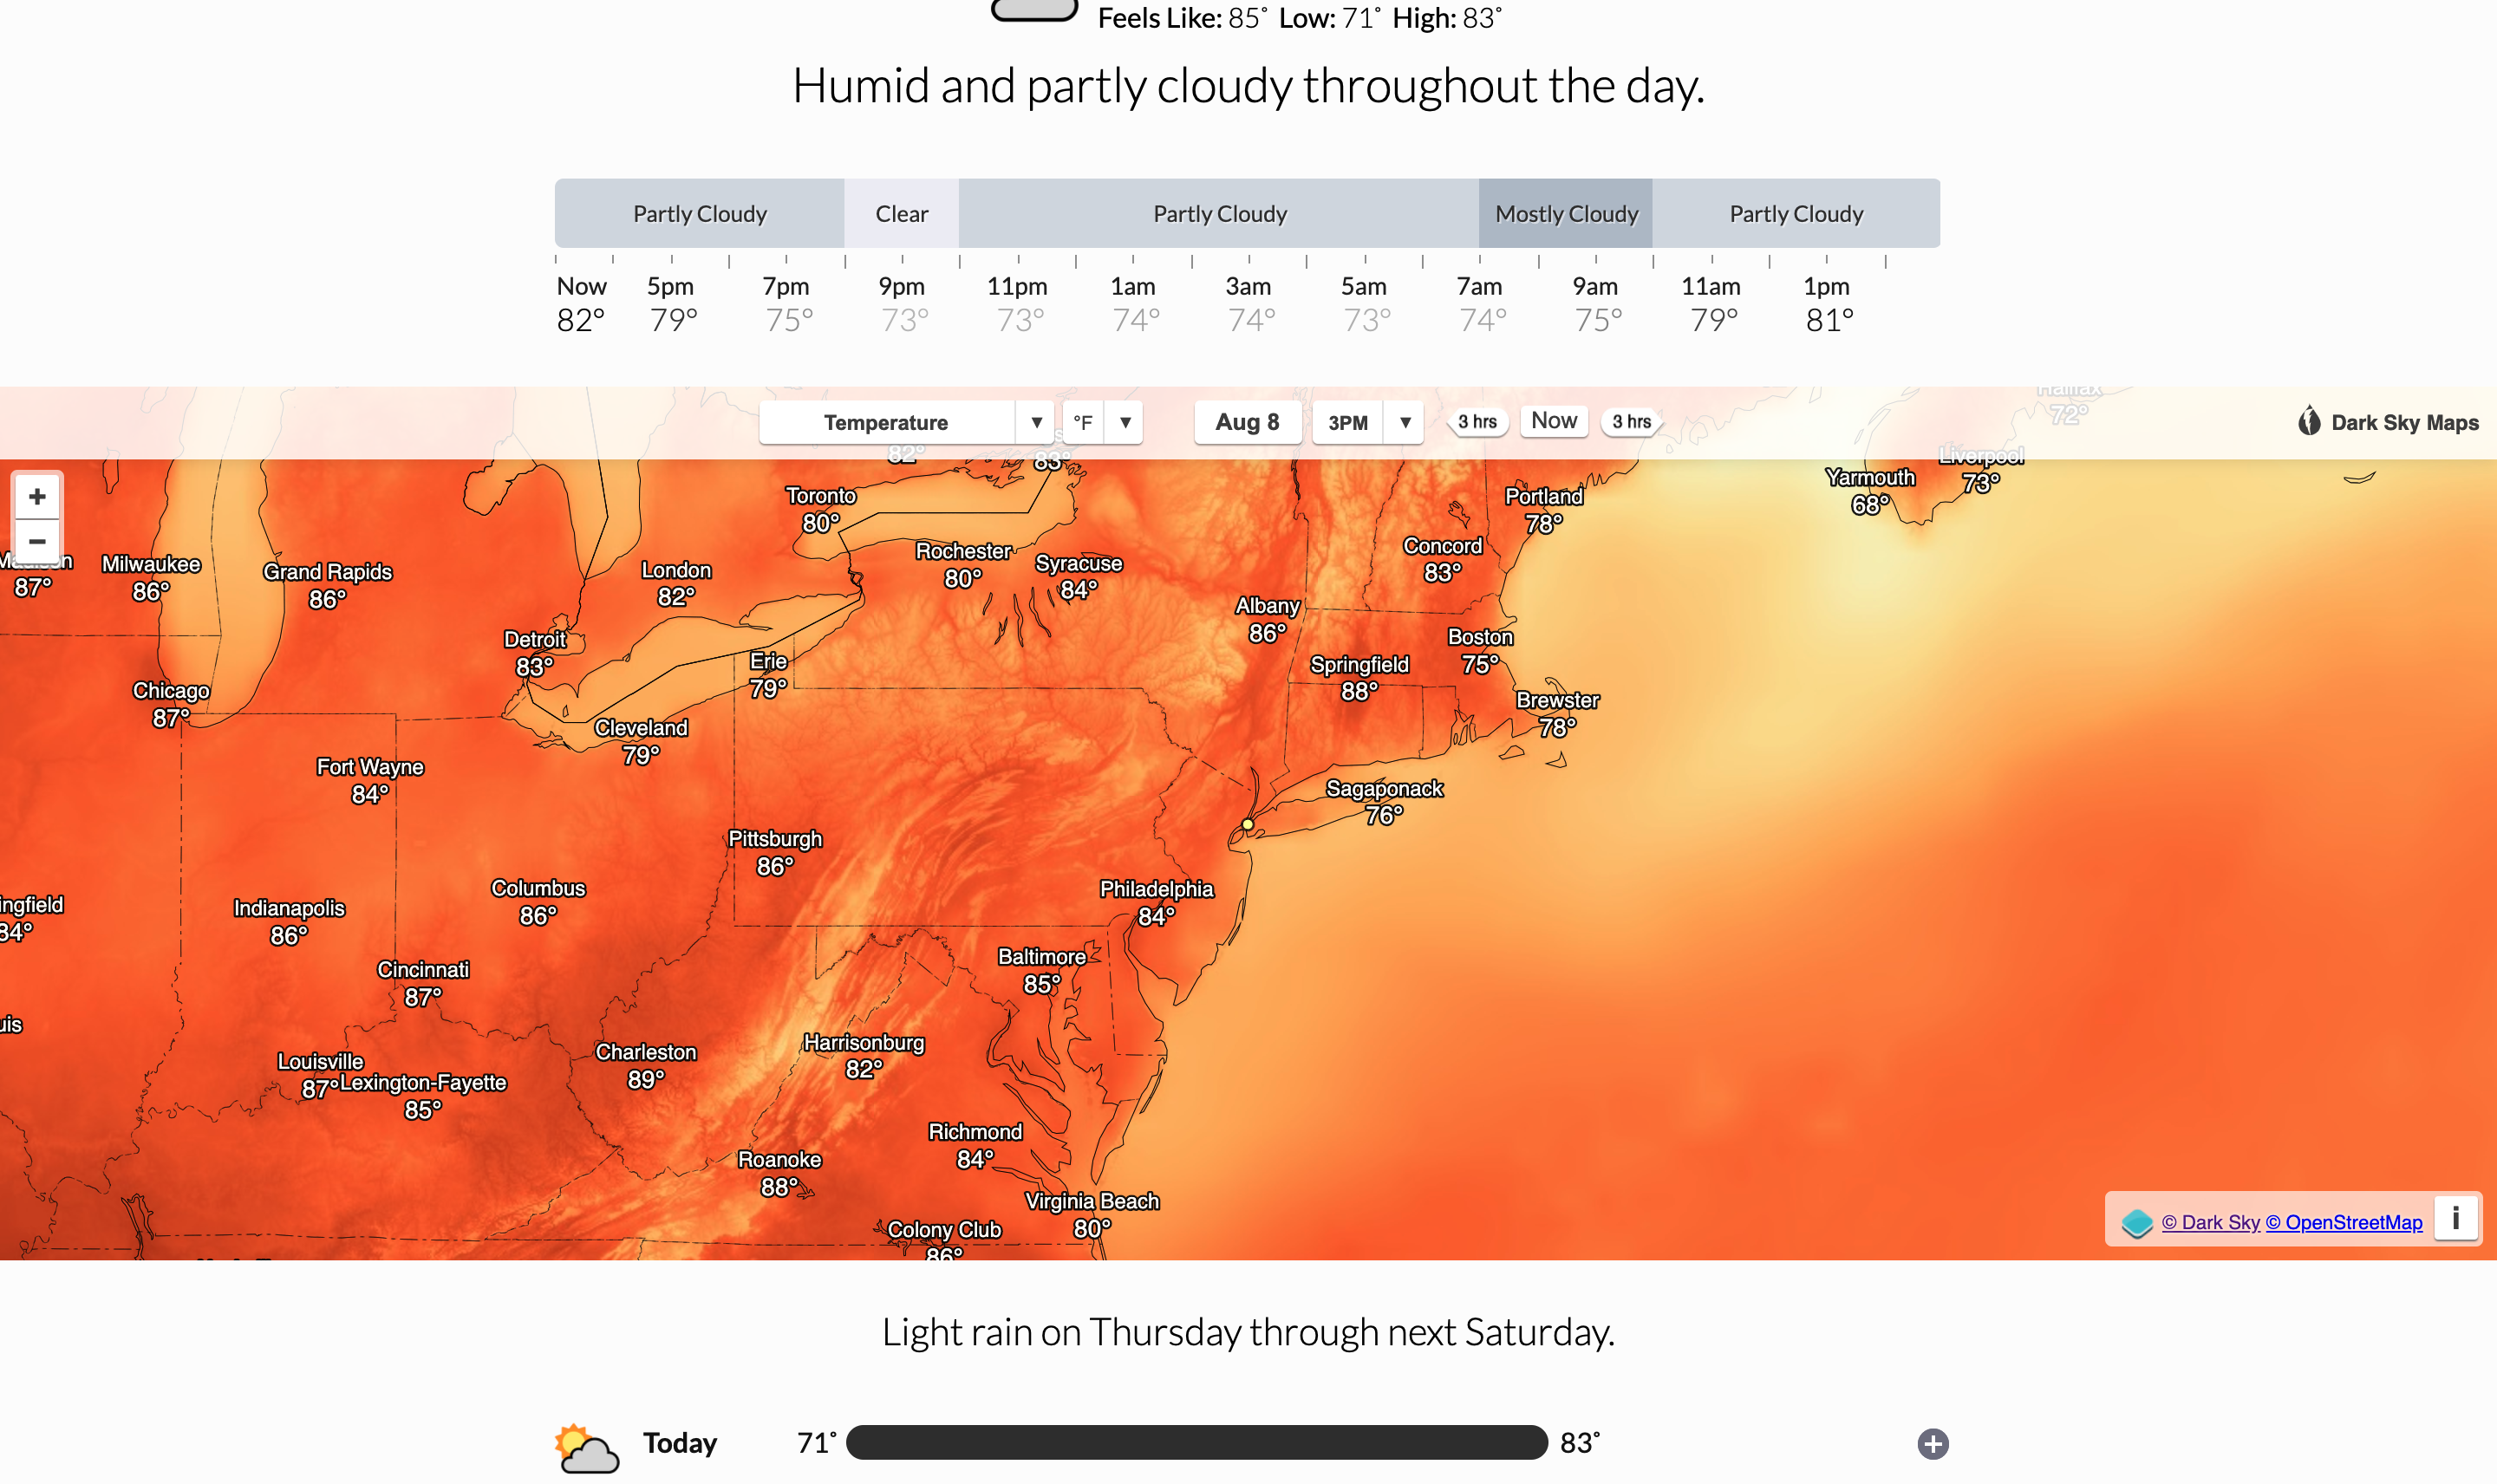 Feels Like: 85˚ Low: 71˚ High: 83˚
Humid and partly cloudy throughout the day.
Partly Cloudy Clear Partly Cloudy Mostly Cloudy Partly Cloudy
Now 5pm 7pm 9pm 11pm 1am 3am 5am 7am 9am 11am 1pm
82° 79° 75° 73° 73° 74° 74° 73° 74° 75° 79° 81°
Halifax
72°
Temperature ▼ °F ▼ Aug 8 3PM ▼ 3 hrs Now 3 hrs
Dark Sky Maps
82°
83°
+
−
Liverpool
73°
Yarmouth
68°
Toronto
80°
Portland
78°
Concord
83°
Rochester
80°
Syracuse
84°
87°
Milwaukee
86°
Grand Rapids
86°
London
82°
Albany
86°
Detroit
83°
Boston
75°
Erie
79°
Springfield
88°
Chicago
87°
Brewster
78°
Cleveland
79°
Fort Wayne
84°
Sagaponack
76°
Pittsburgh
86°
Columbus
86°
Philadelphia
84°
ingfield
84°
Indianapolis
86°
Baltimore
85°
Cincinnati
87°
uis
Harrisonburg
82°
Charleston
89°
Louisville
87°
Lexington-Fayette
85°
Richmond
84°
Roanoke
88°
Virginia Beach
80°
Colony Club
86°
© Dark Sky © OpenStreetMap
i
Light rain on Thursday through next Saturday.
Today 71˚ 83˚
+